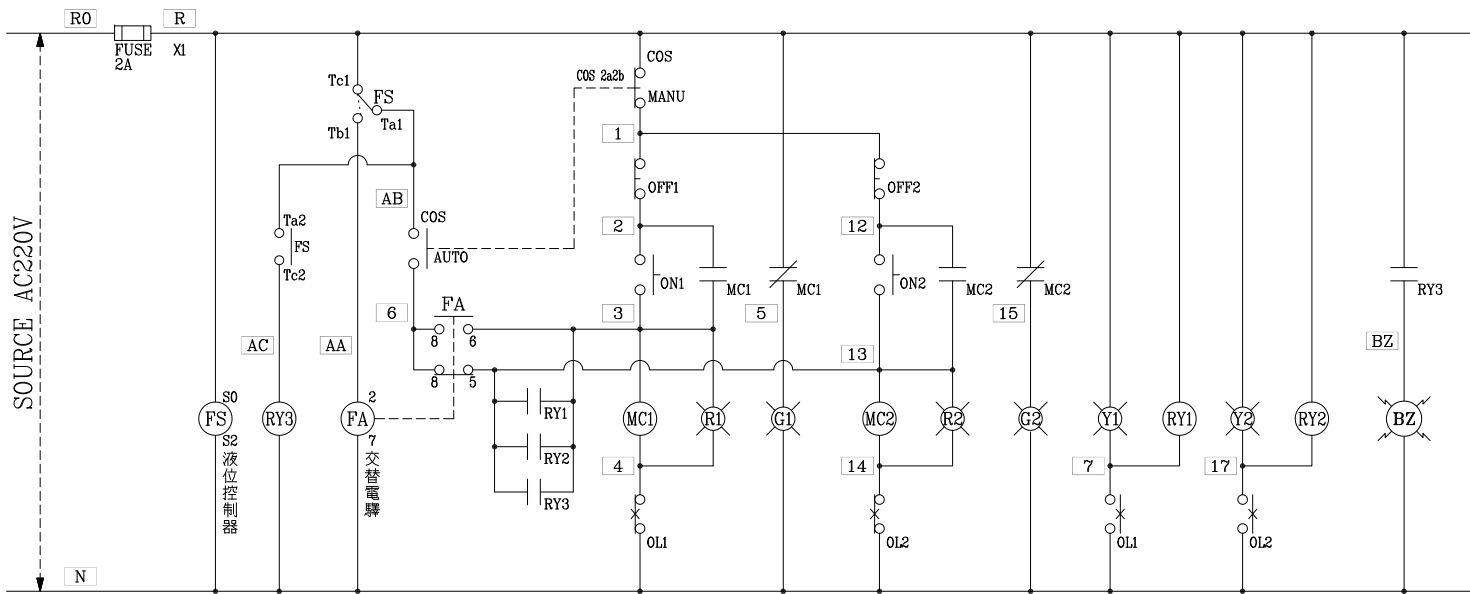 R0
R
FUSE
2A
X1
SOURCE AC220V
N
Tc1
FS
Ta1
Tb1
COS 2a2b
COS
MANU
1
OFF1
OFF2
AB
2
12
Ta2
FS
Tc2
COS
AUTO
ON1
MC1
MC1
ON2
MC2
MC2
RY3
6
FA
3
5
15
8
6
AC
AA
13
BZ
8
5
S0
FS
S2
液位控制器
RY3
2
FA
7
交替電驛
RY1
RY2
RY3
MC1
R1
G1
MC2
R2
G2
Y1
RY1
Y2
RY2
BZ
4
14
7
17
OL1
OL2
OL1
OL2